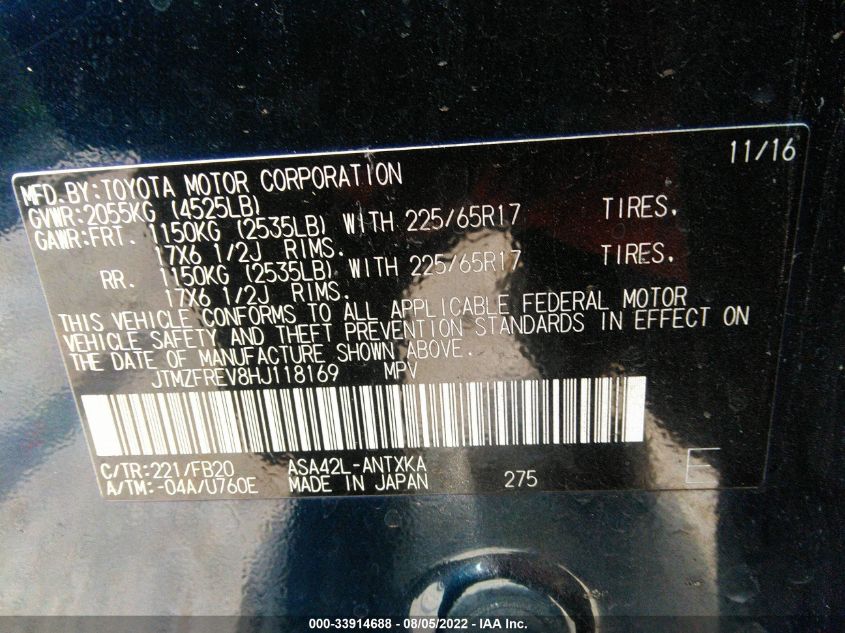 11/16
MFD.BY:TOYOTA MOTOR CORPORATION
GVWR:2055KG (4525LB)
GAWR:FRT. 1150KG (2535LB) WITH 225/65R17 TIRES.
17X6 1/2J RIMS.
RR. 1150KG (2535LB) WITH 225/65R17 TIRES.
17X6 1/2J RIMS.
THIS VEHICLE CONFORMS TO ALL APPLICABLE FEDERAL MOTOR
VEHICLE SAFETY AND THEFT PREVENTION STANDARDS IN EFFECT ON
THE DATE OF MANUFACTURE SHOWN ABOVE.
JTMZFREV8HJ118169 MPV
C/TR:221/FB20 ASA42L-ANTXKA
A/TM:-04A/U760E MADE IN JAPAN 275 E
000-33914688 - 08/05/2022 - IAA Inc.